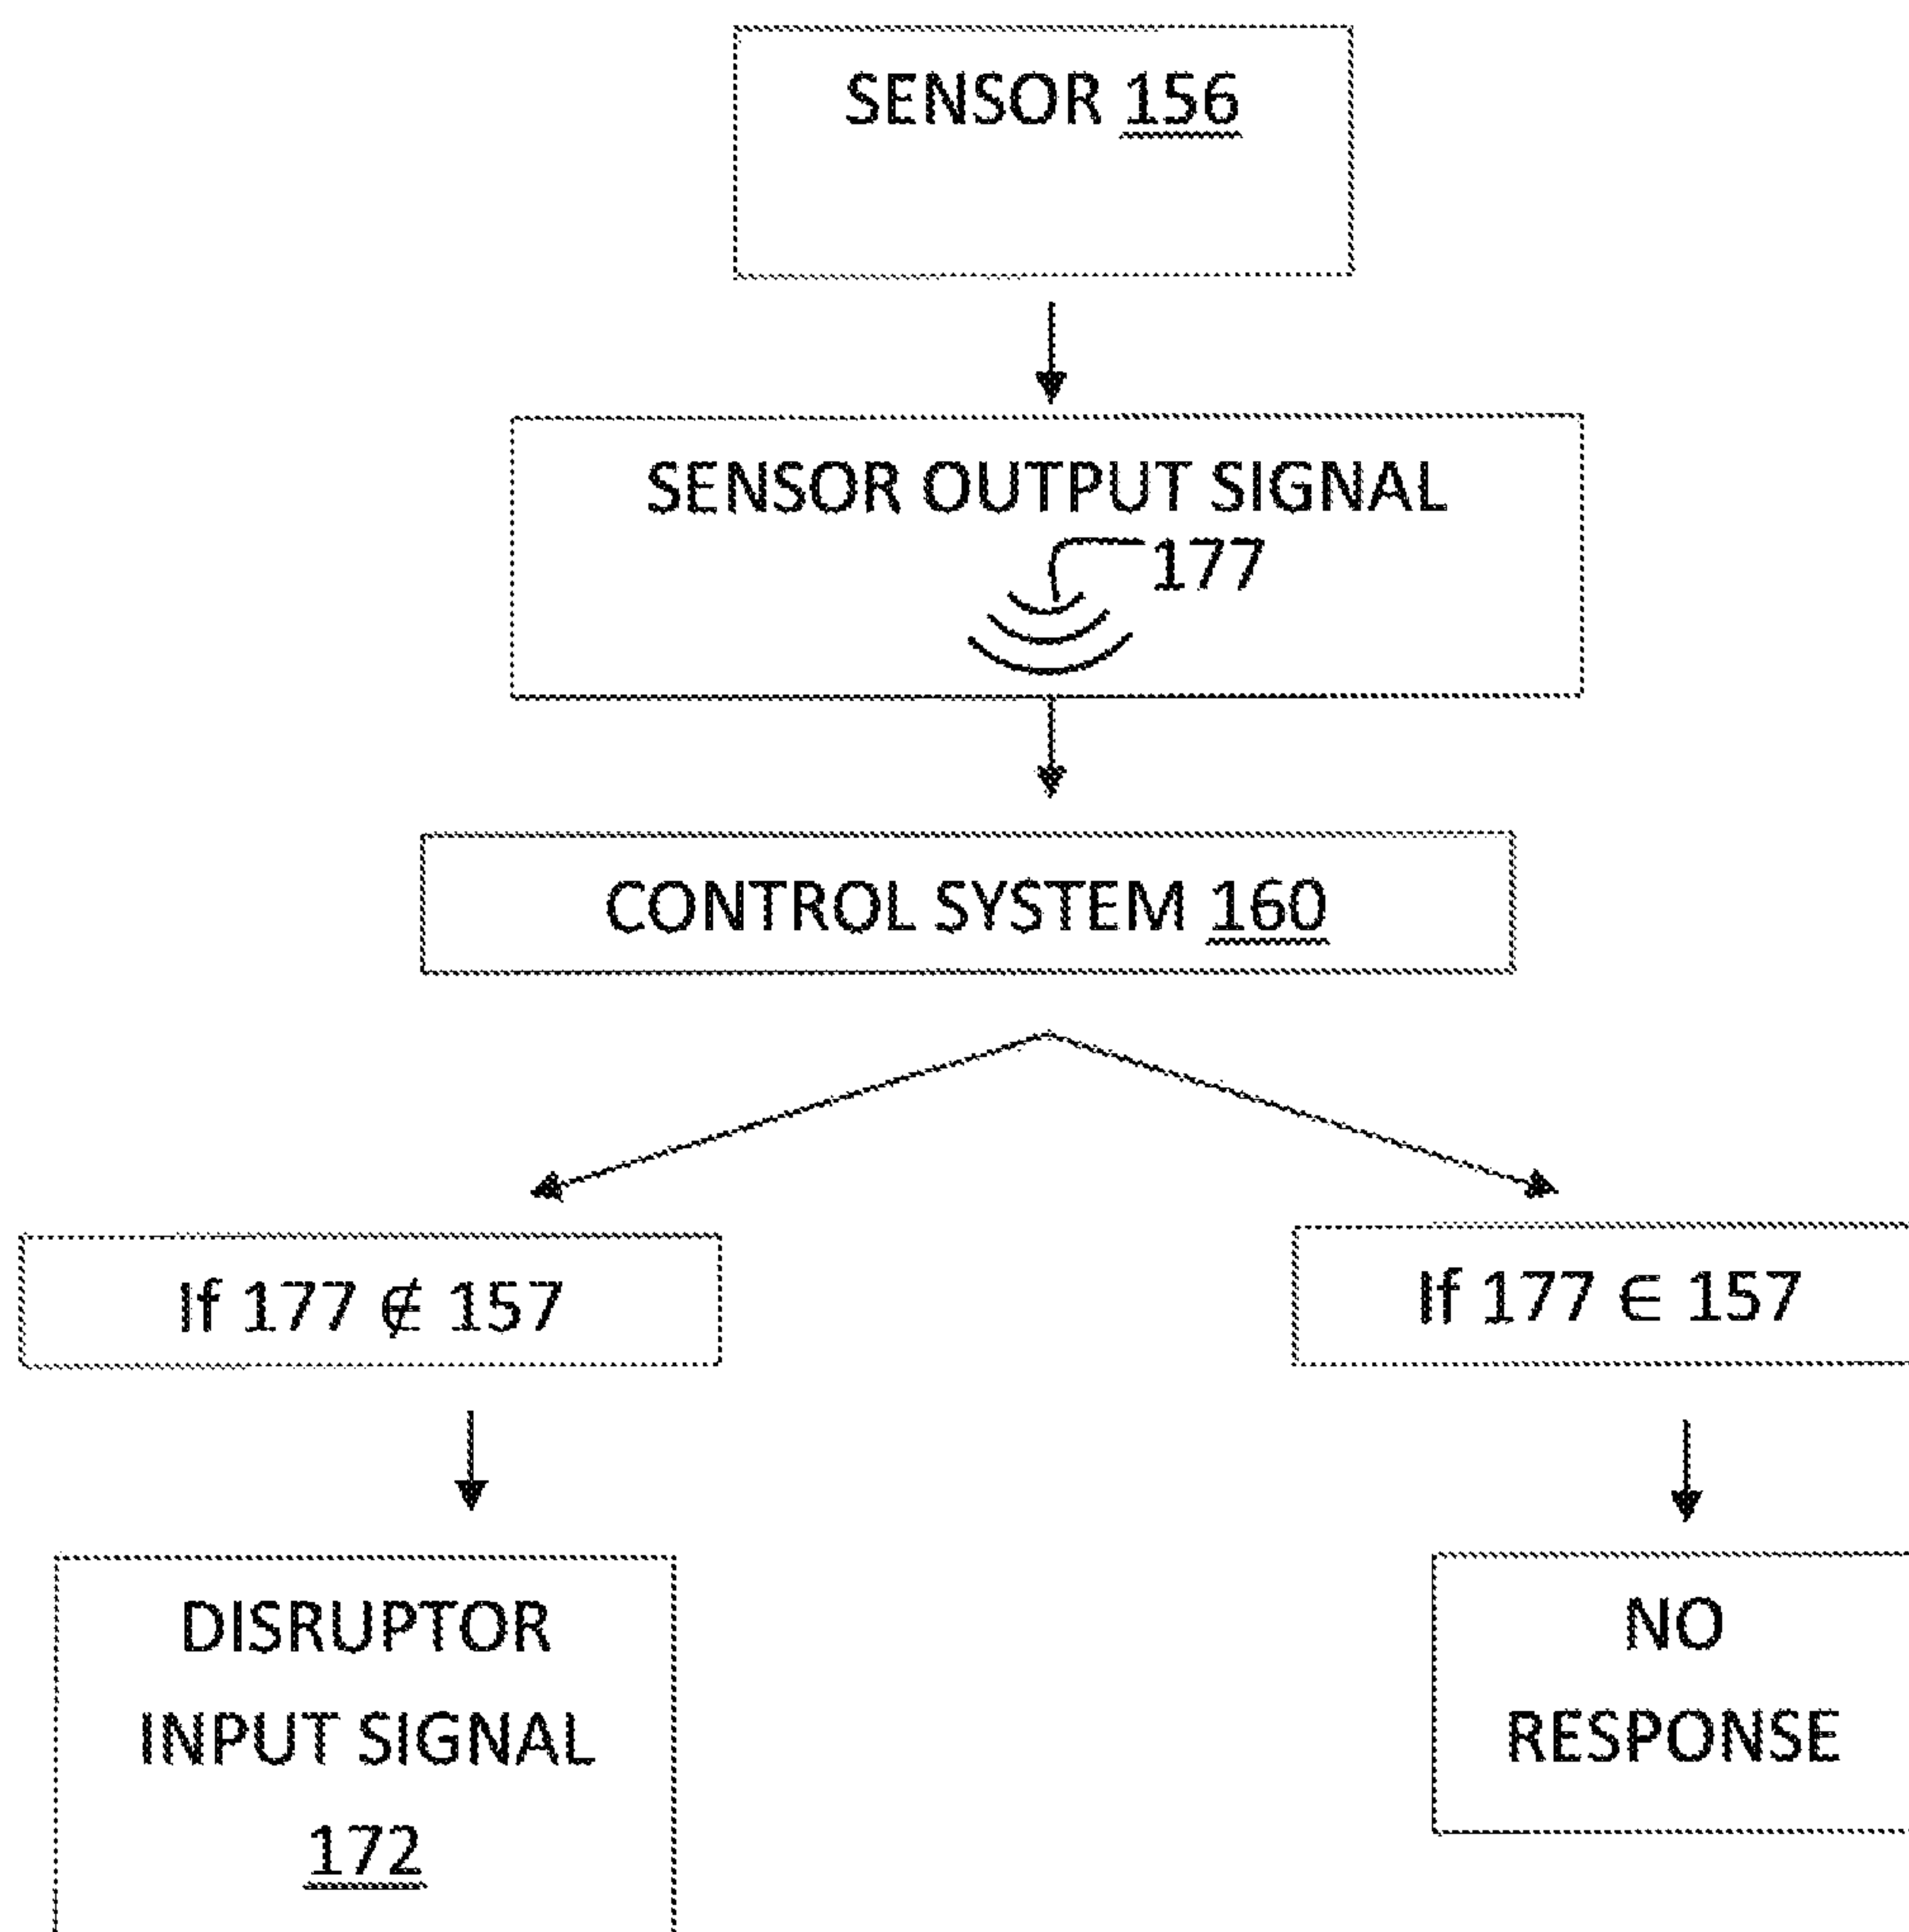 SENSOR 156
SENSOR OUTPUT SIGNAL
177
CONTROL SYSTEM 160
If 177 ∉ 157
If 177 ∈ 157
DISRUPTOR
INPUT SIGNAL
172
NO
RESPONSE